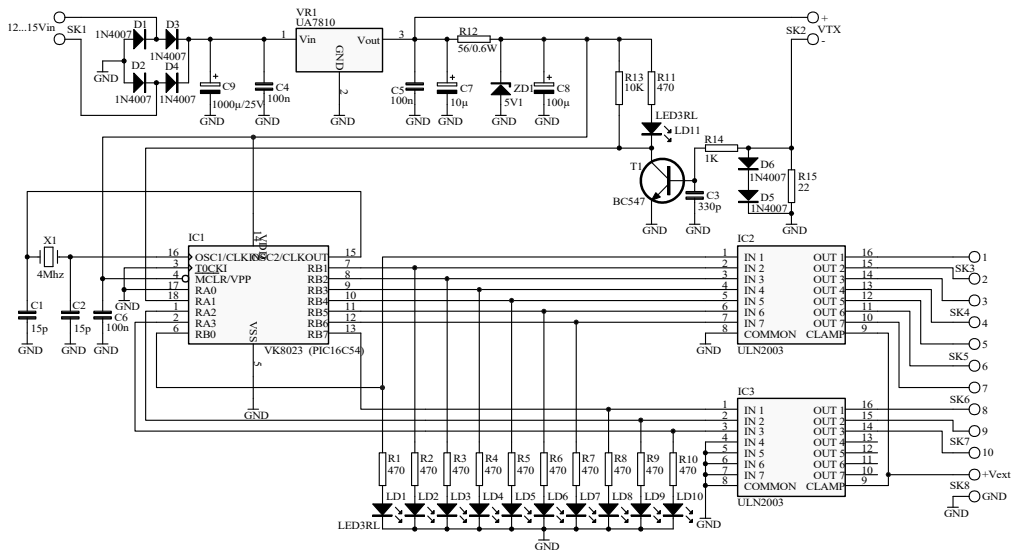 12...15Vin
SK1
D1
1N4007
D3
1N4007
D2
1N4007
D4
1N4007
GND
C9
1000µ/25V
GND
C4
100n
GND
VR1
UA7810
Vin
Vout
GND
1
3
2
GND
C5
100n
GND
C7
10µ
GND
R12
56/0.6W
ZD1
5V1
GND
C8
100µ
GND
R13
10K
R11
470
LED3RL
LD11
T1
BC547
GND
R14
1K
C3
330p
GND
D6
1N4007
D5
1N4007
R15
22
GND
+
SK2
VTX
-
X1
4Mhz
C1
15p
GND
C2
15p
GND
C6
100n
GND
GND
IC1
14
VDD
16
OSC1/CLKIN
OSC2/CLKOUT
15
3
T0CKI
RB1
7
4
MCLR/VPP
RB2
8
17
RA0
RB3
9
18
RA1
RB4
10
1
RA2
RB5
11
2
RA3
RB6
12
6
RB0
RB7
13
VSS
5
VK8023 (PIC16C54)
GND
IC2
1
IN 1
OUT 1
16
2
IN 2
OUT 2
15
3
IN 3
OUT 3
14
4
IN 4
OUT 4
13
5
IN 5
OUT 5
12
6
IN 6
OUT 6
11
7
IN 7
OUT 7
10
8
COMMON
CLAMP
9
GND
ULN2003
IC3
1
IN 1
OUT 1
16
2
IN 2
OUT 2
15
3
IN 3
OUT 3
14
4
IN 4
OUT 4
13
5
IN 5
OUT 5
12
6
IN 6
OUT 6
11
7
IN 7
OUT 7
10
8
COMMON
CLAMP
9
ULN2003
GND
1
SK3
2
3
SK4
4
5
SK5
6
7
SK6
8
9
SK7
10
+Vext
SK8
GND
R1
470
R2
470
R3
470
R4
470
R5
470
R6
470
R7
470
R8
470
R9
470
R10
470
LD1
LD2
LD3
LD4
LD5
LD6
LD7
LD8
LD9
LD10
LED3RL
GND